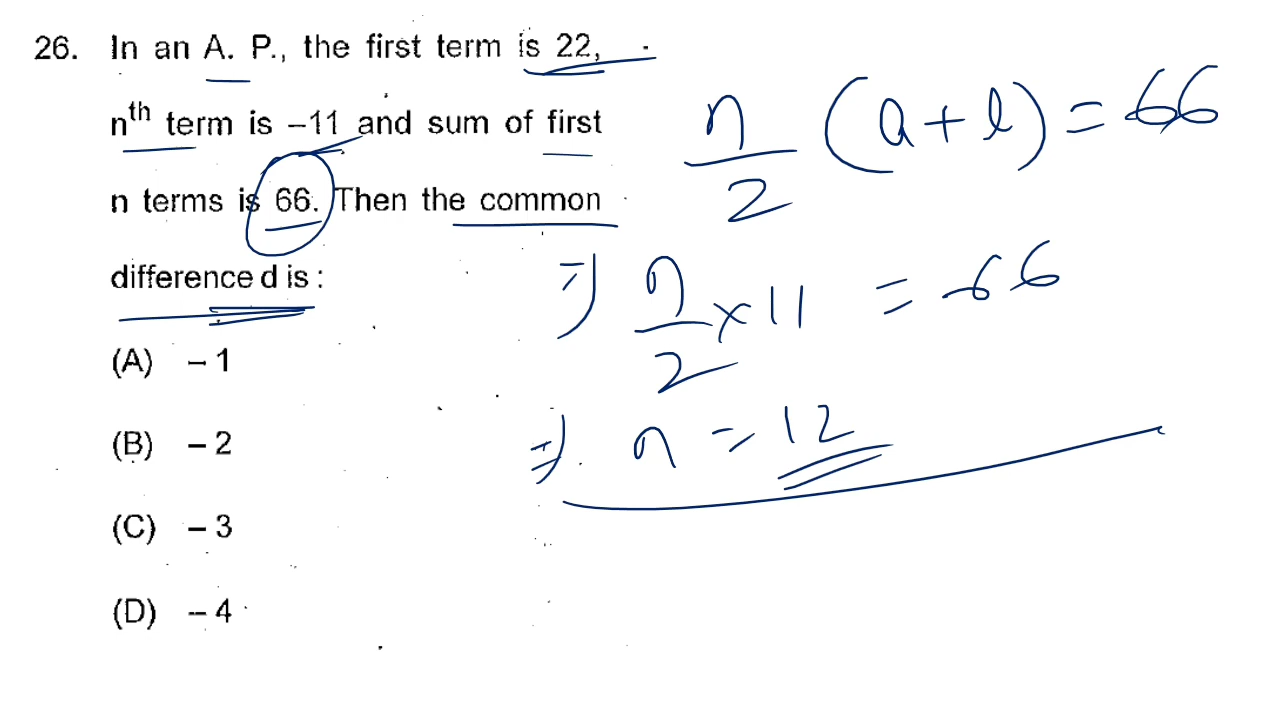 26. In an A. P., the first term is 22,
nth term is –11 and sum of first
n terms is 66. Then the common
difference d is :
(A) – 1
(B) – 2
(C) – 3
(D) – 4
n/2 (a+l) = 66
⇒ n/2 × 11 = 66
⇒ n = 12